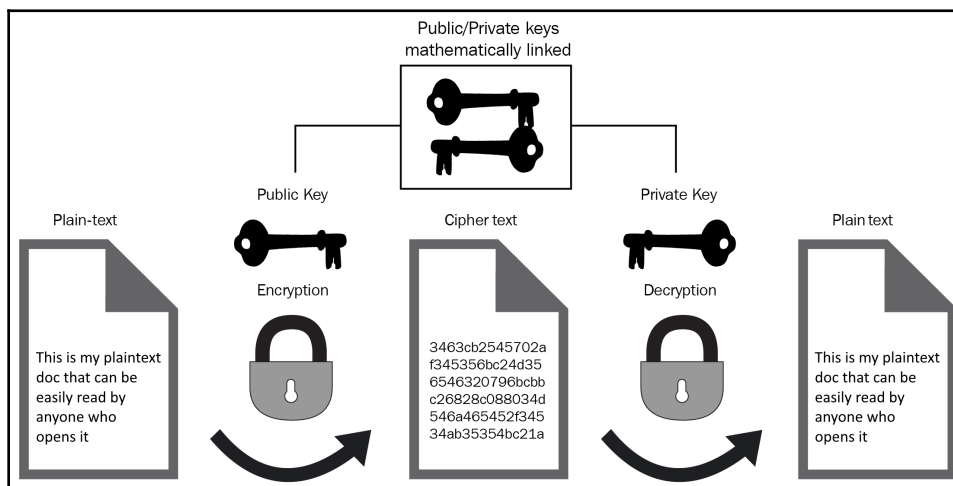 Public/Private keys
mathematically linked
Public Key
Private Key
Plain-text
Cipher text
Plain text
Encryption
Decryption
This is my plaintext
doc that can be
easily read by
anyone who
opens it
3463cb2545702a
f345356bc24d35
6546320796bcbb
c26828c088034d
546a465452f345
34ab35354bc21a
This is my plaintext
doc that can be
easily read by
anyone who
opens it